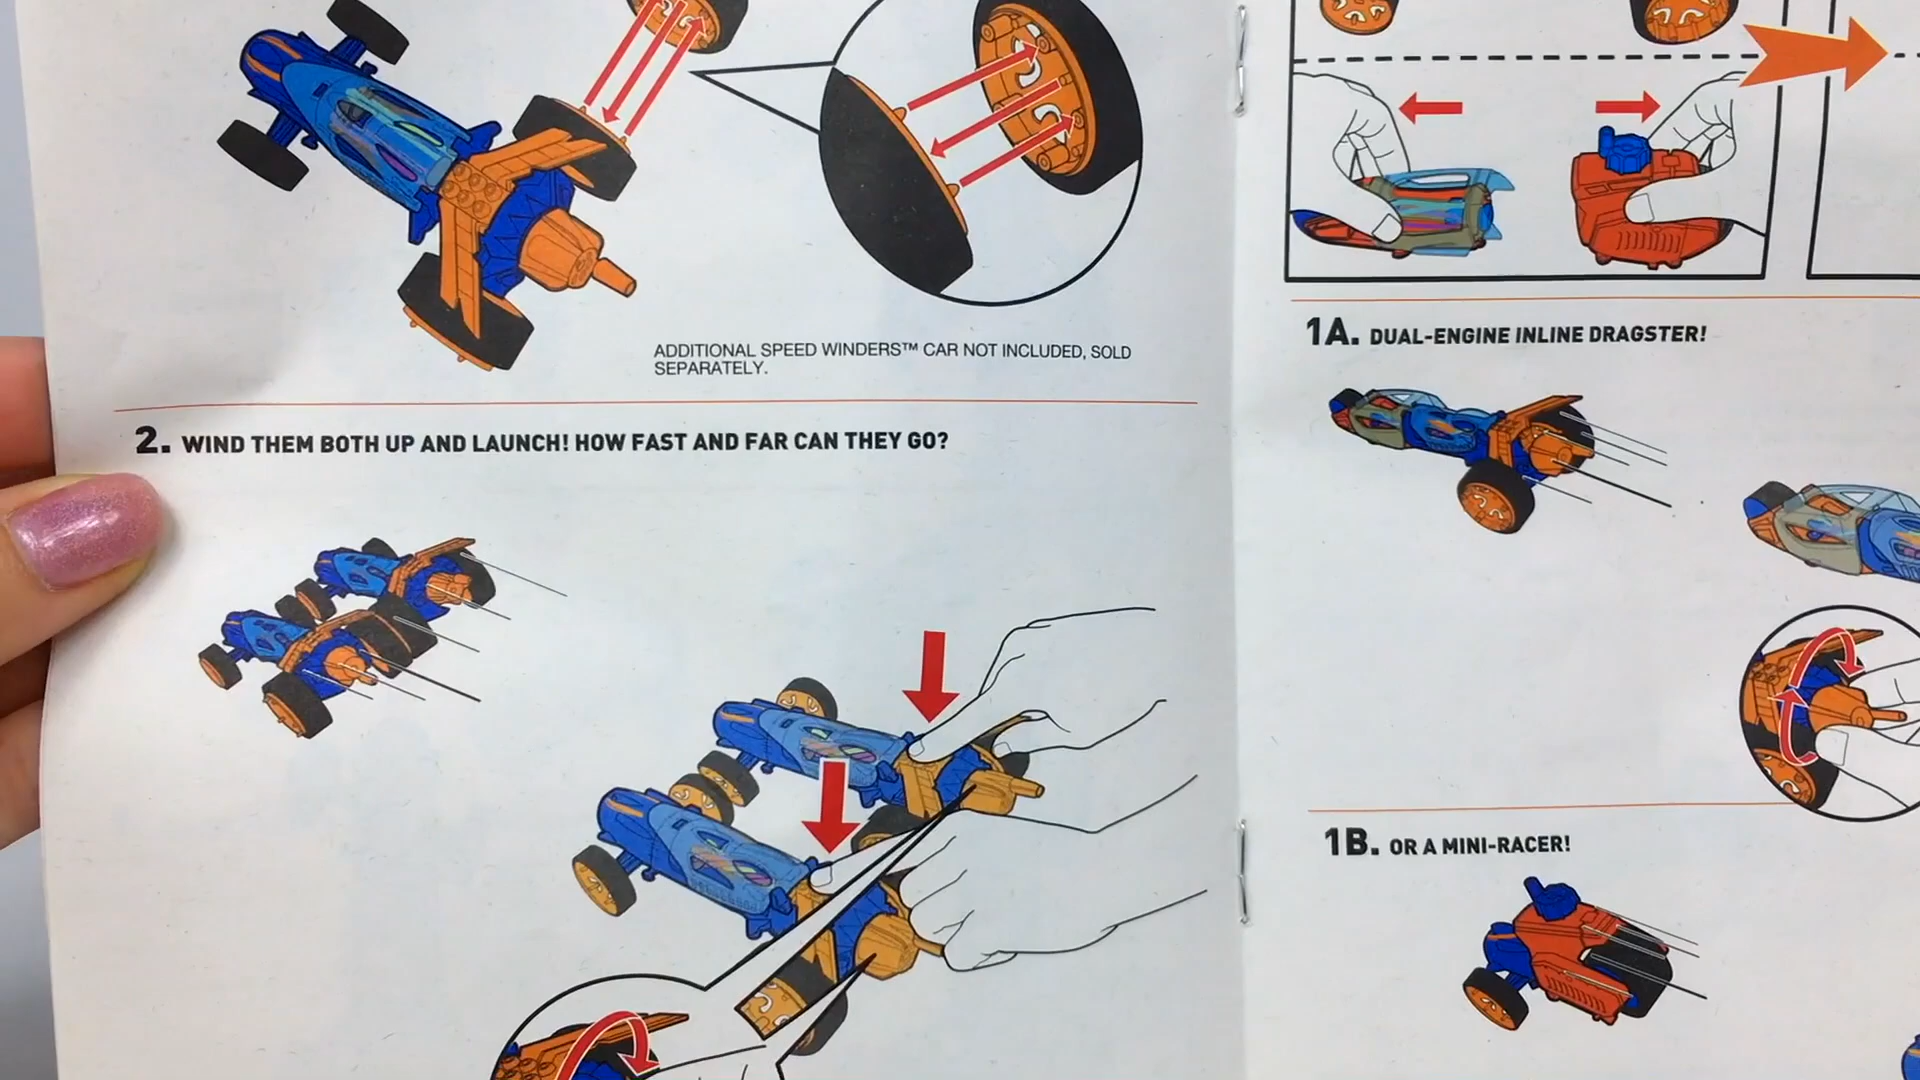 ADDITIONAL SPEED WINDERS™ CAR NOT INCLUDED, SOLD
SEPARATELY.
2. WIND THEM BOTH UP AND LAUNCH! HOW FAST AND FAR CAN THEY GO?
1A. DUAL-ENGINE INLINE DRAGSTER!
1B. OR A MINI-RACER!